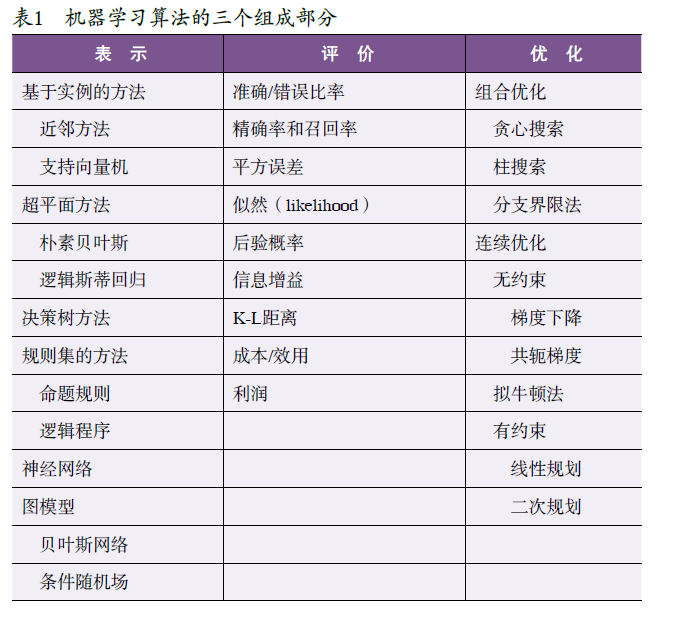 表1 机器学习算法的三个组成部分
表 示 评 价 优 化
基于实例的方法 准确/错误比率 组合优化
近邻方法 精确率和召回率 贪心搜索
支持向量机 平方误差 柱搜索
超平面方法 似然（likelihood） 分支界限法
朴素贝叶斯 后验概率 连续优化
逻辑斯蒂回归 信息增益 无约束
决策树方法 K-L距离 梯度下降
规则集的方法 成本/效用 共轭梯度
命题规则 利润 拟牛顿法
逻辑程序 有约束
神经网络 线性规划
图模型 二次规划
贝叶斯网络
条件随机场